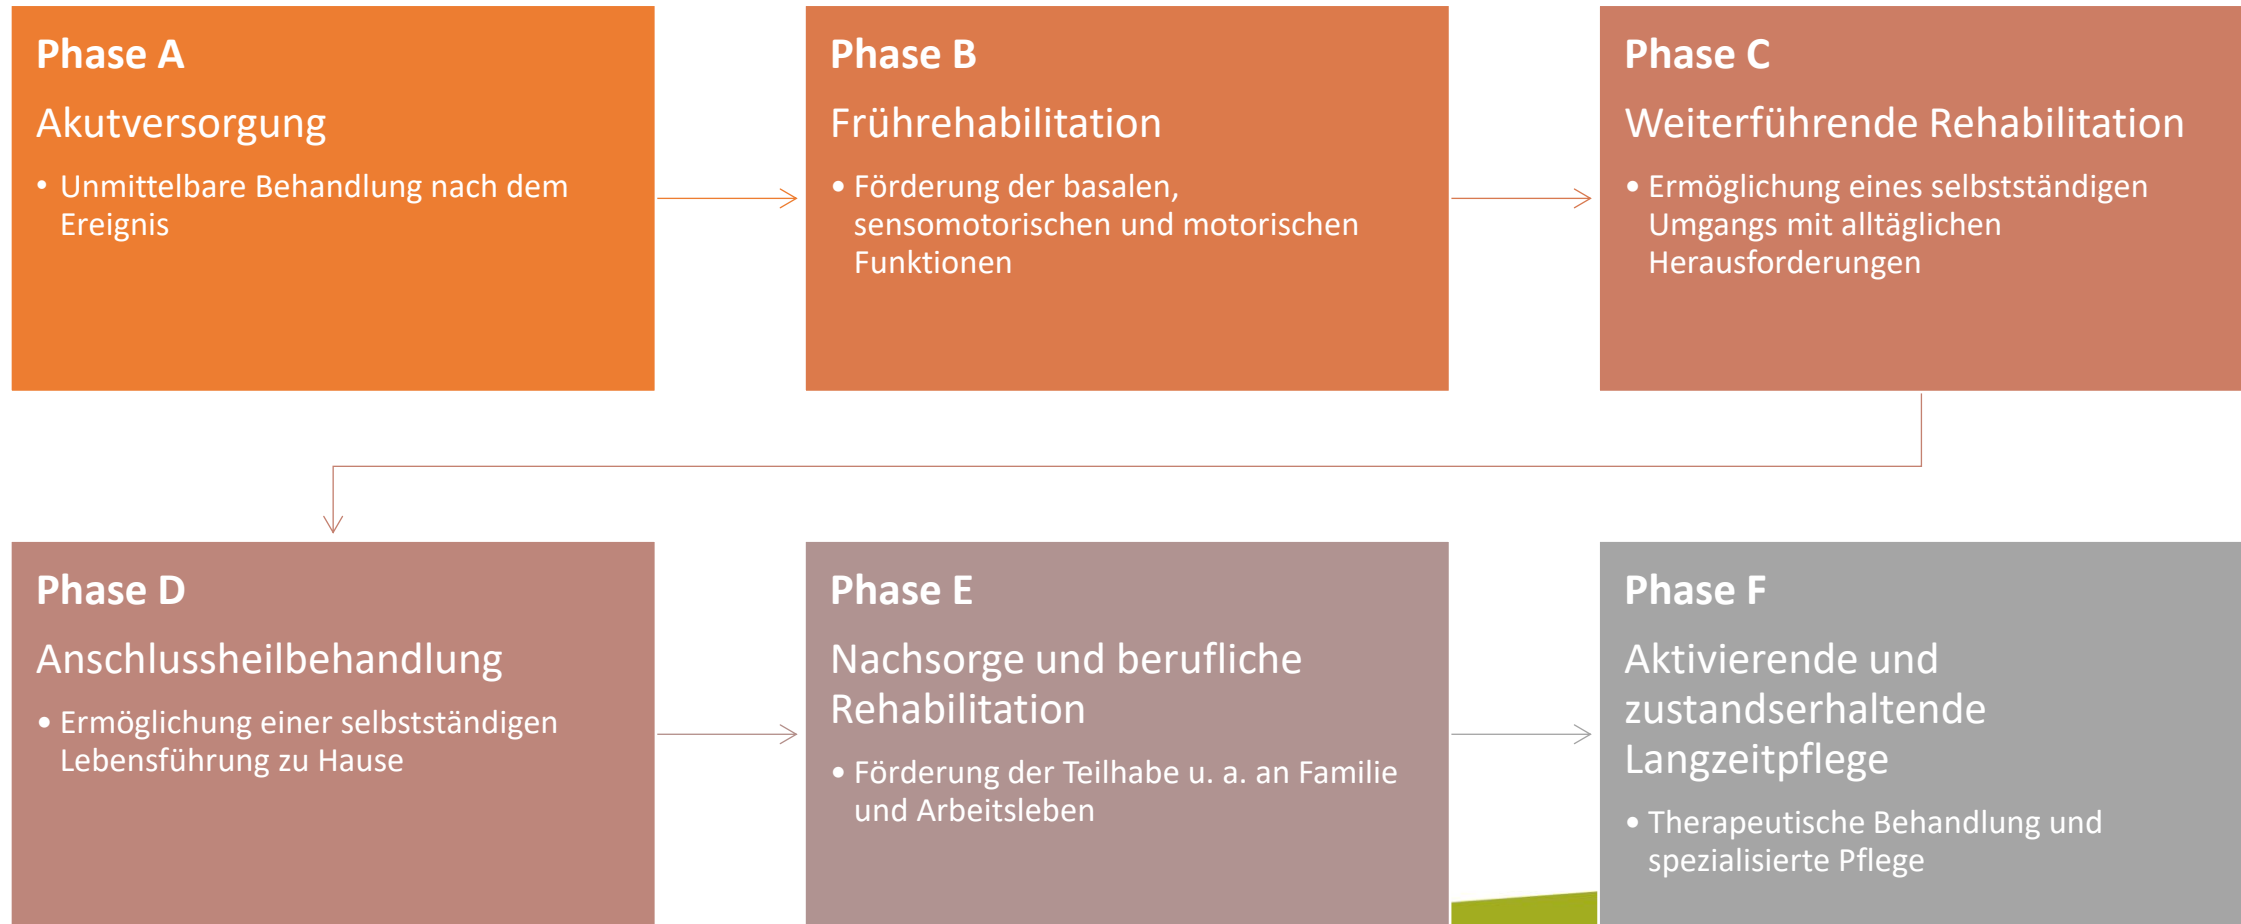 Phase A
Akutversorgung
• Unmittelbare Behandlung nach dem
Ereignis
Phase B
Frührehabilitation
• Förderung der basalen,
sensomotorischen und motorischen
Funktionen
Phase C
Weiterführende Rehabilitation
• Ermöglichung eines selbstständigen
Umgangs mit alltäglichen
Herausforderungen
Phase D
Anschlussheilbehandlung
• Ermöglichung einer selbstständigen
Lebensführung zu Hause
Phase E
Nachsorge und berufliche
Rehabilitation
• Förderung der Teilhabe u. a. an Familie
und Arbeitsleben
Phase F
Aktivierende und
zustandserhaltende
Langzeitpflege
• Therapeutische Behandlung und
spezialisierte Pflege